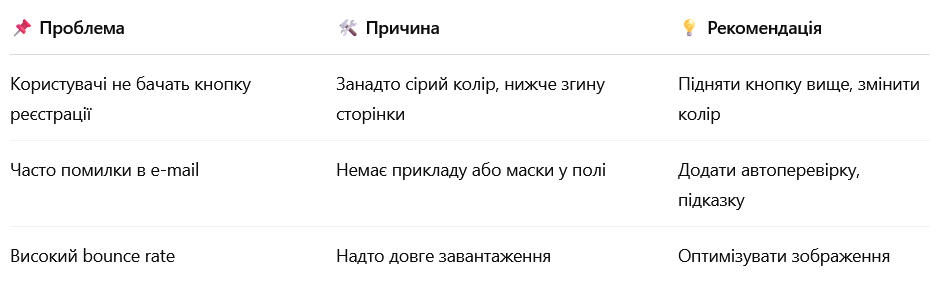 📌 Проблема 🛠 Причина 💡 Рекомендація
Користувачі не бачать кнопку Занадто сірий колір, нижче згину Підняти кнопку вище, змінити
реєстрації сторінки колір
Часто помилки в e-mail Немає прикладу або маски у полі Додати автоперевірку,
підказку
Високий bounce rate Надто довге завантаження Оптимізувати зображення